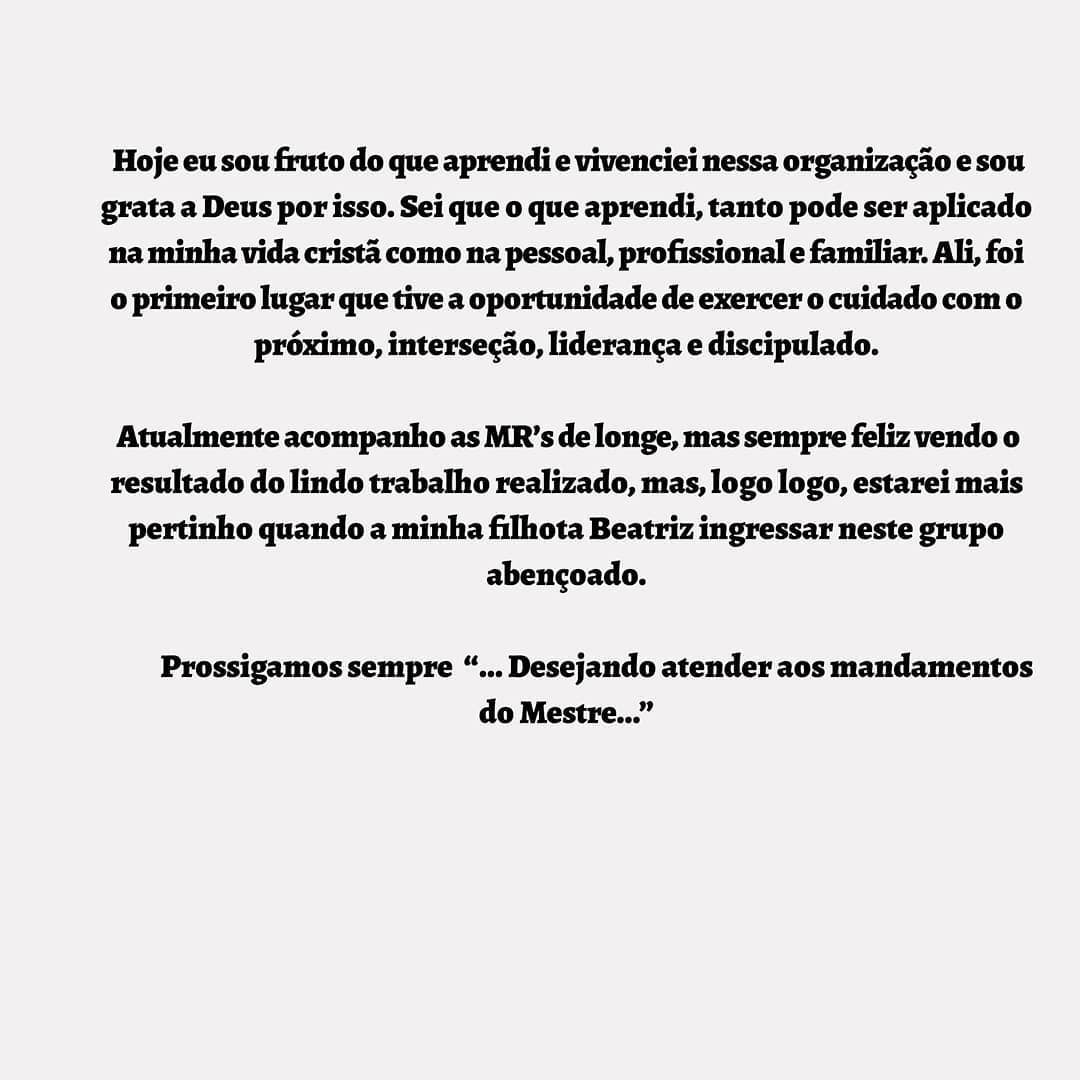 Hoje eu sou fruto do que aprendi e vivenciei nessa organização e sou
grata a Deus por isso. Sei que o que aprendi, tanto pode ser aplicado
na minha vida cristã como na pessoal, profissional e familiar. Ali, foi
o primeiro lugar que tive a oportunidade de exercer o cuidado com o
próximo, interseção, liderança e discipulado.
Atualmente acompanho as MR’s de longe, mas sempre feliz vendo o
resultado do lindo trabalho realizado, mas, logo logo, estarei mais
pertinho quando a minha filhota Beatriz ingressar neste grupo
abençoado.
Prossigamos sempre “... Desejando atender aos mandamentos
do Mestre...”